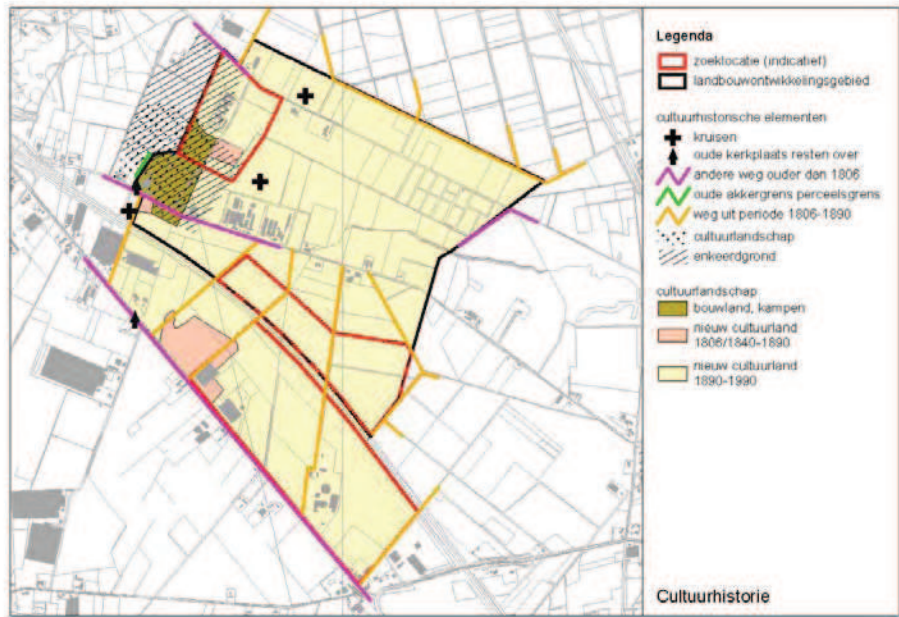 Legenda
zoeklocatie (indicatief)
landbouwontwikkelingsgebied
cultuurhistorische elementen
kruisen
oude kerkplaats resten over
andere weg ouder dan 1806
oude akkergrens perceelsgrens
weg uit periode 1806-1890
cultuurlandschap
enkeerdgrond
cultuurlandschap
bouwland, kampen
nieuw cultuurland
1806/1840-1890
nieuw cultuurland
1890-1990
Cultuurhistorie